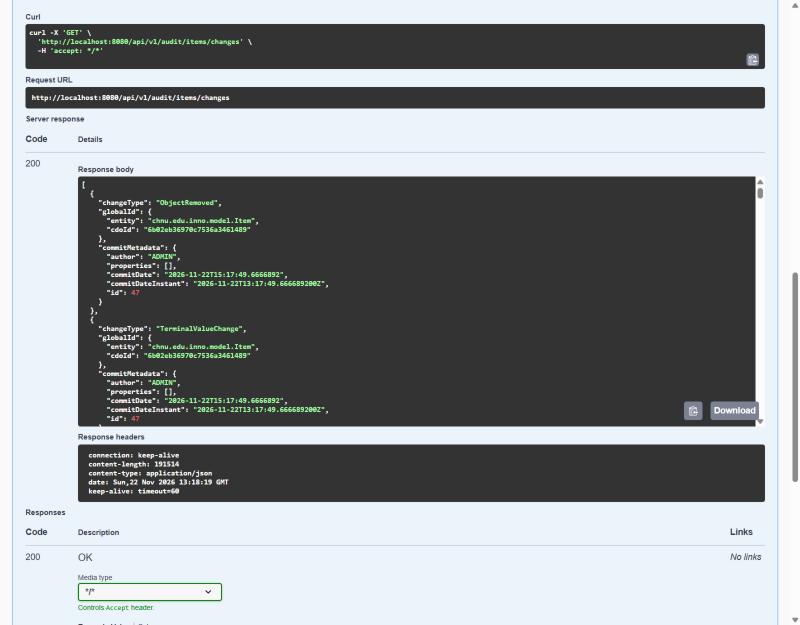 Curl
curl -X 'GET' \
'http://localhost:8080/api/v1/audit/items/changes' \
-H 'accept: */*'
Request URL
http://localhost:8080/api/v1/audit/items/changes
Server response
Code Details
200
Response body
[
{
"changeType": "ObjectRemoved",
"globalId": {
"entity": "chnu.edu.inno.model.Item",
"cdoId": "6b02eb36970c7536a3461489"
},
"commitMetadata": {
"author": "ADMIN",
"properties": [],
"commitDate": "2026-11-22T15:17:49.6666892",
"commitDateInstant": "2026-11-22T13:17:49.666689200Z",
"id": 47
}
},
{
"changeType": "TerminalValueChange",
"globalId": {
"entity": "chnu.edu.inno.model.Item",
"cdoId": "6b02eb36970c7536a3461489"
},
"commitMetadata": {
"author": "ADMIN",
"properties": [],
"commitDate": "2026-11-22T15:17:49.6666892",
"commitDateInstant": "2026-11-22T13:17:49.666689200Z",
"id": 47
Download
Response headers
connection: keep-alive
content-length: 191514
content-type: application/json
date: Sun,22 Nov 2026 13:18:19 GMT
keep-alive: timeout=60
Responses
Code Description Links
200 OK No links
Media type
*/*
Controls Accept header.